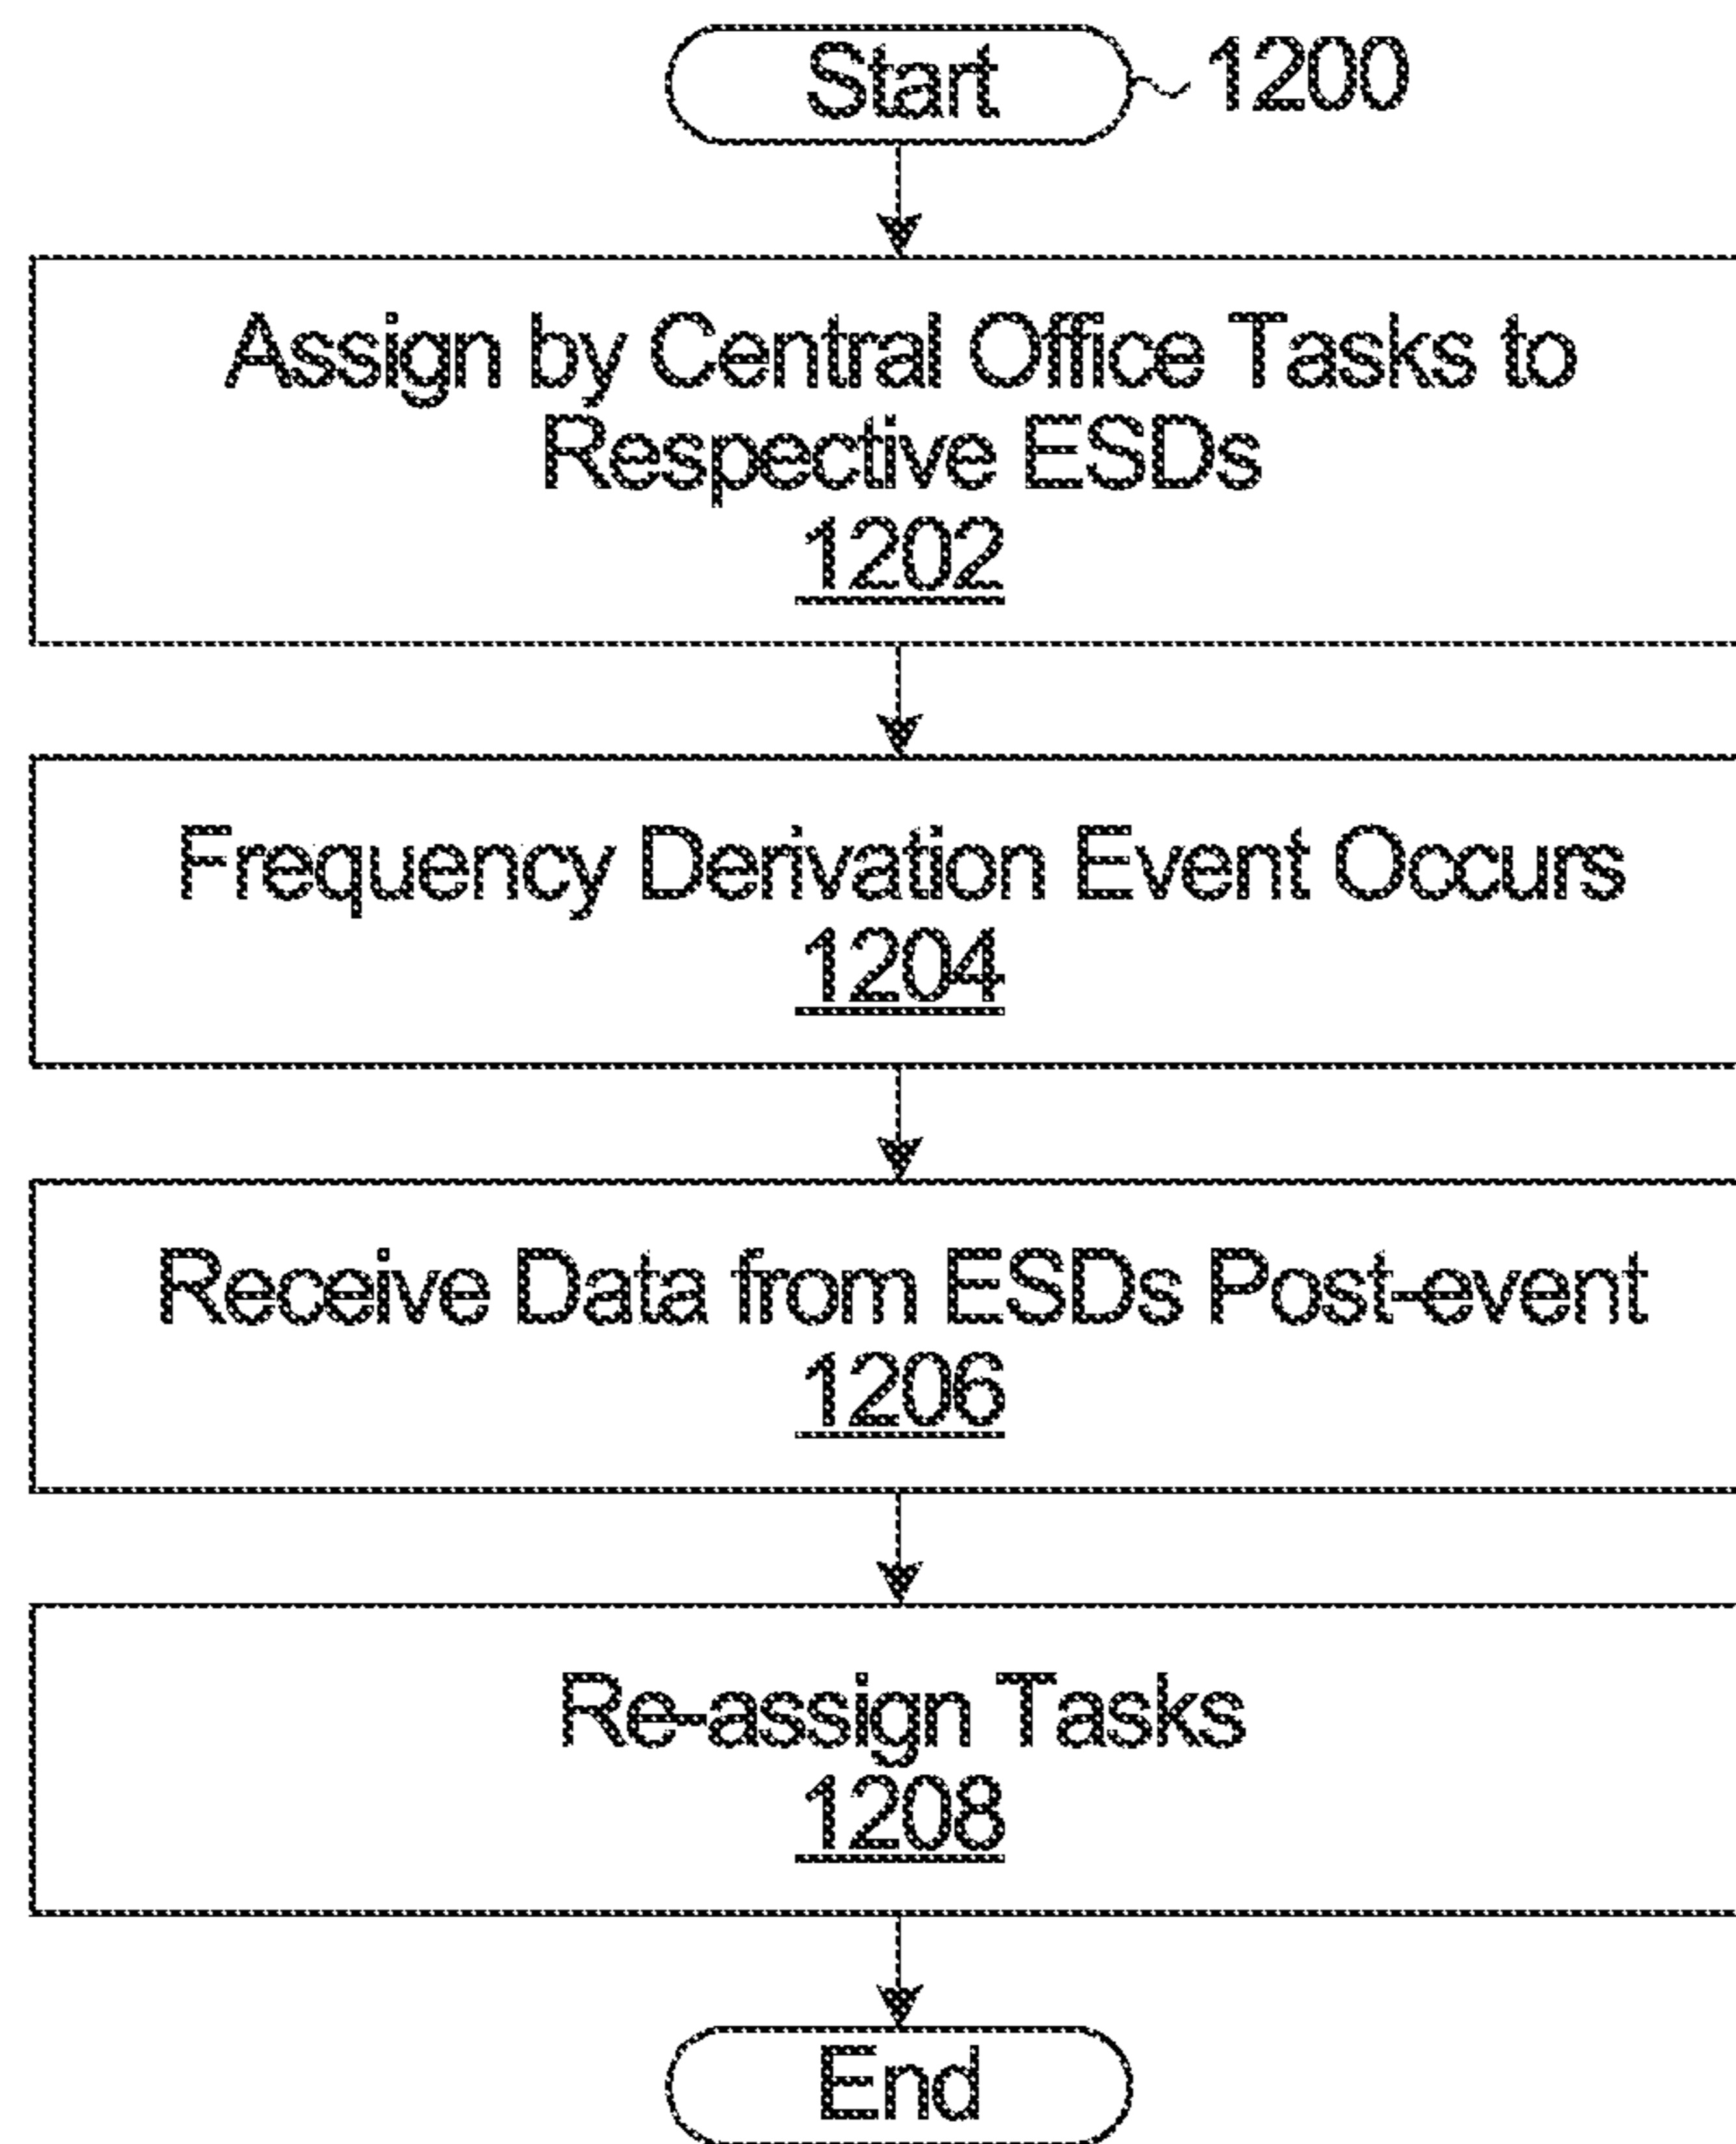 Start 1200
Assign by Central Office Tasks to
Respective ESDs
1202
Frequency Derivation Event Occurs
1204
Receive Data from ESDs Post-event
1206
Re-assign Tasks
1208
End